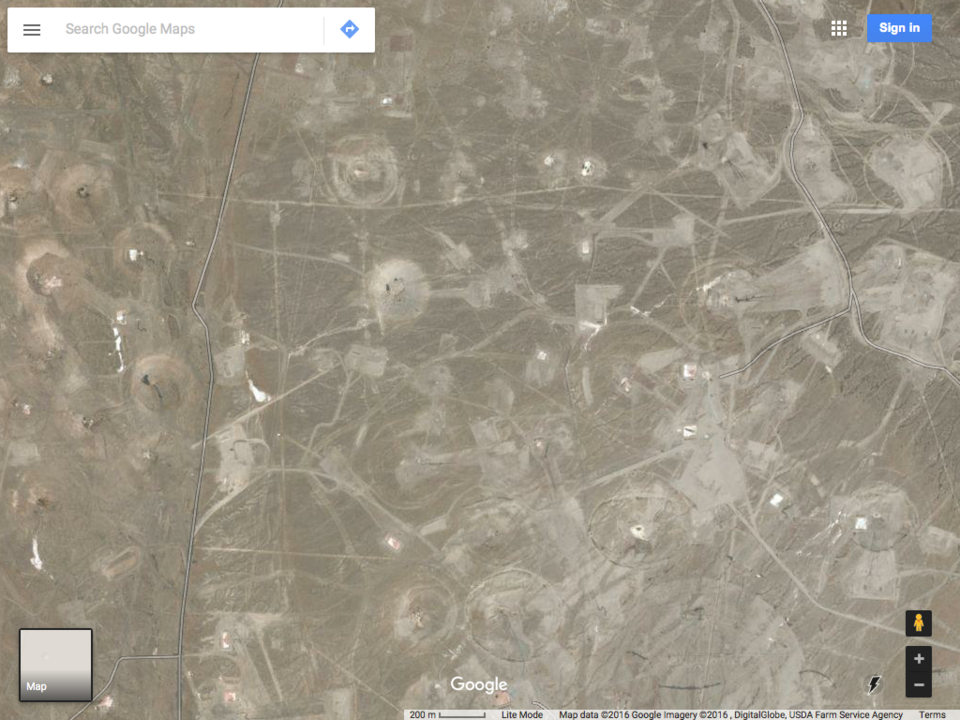 Search Google Maps
Sign in
Map
Google
200 m
Lite Mode
Map data ©2016 Google Imagery ©2016 , DigitalGlobe, USDA Farm Service Agency
Terms